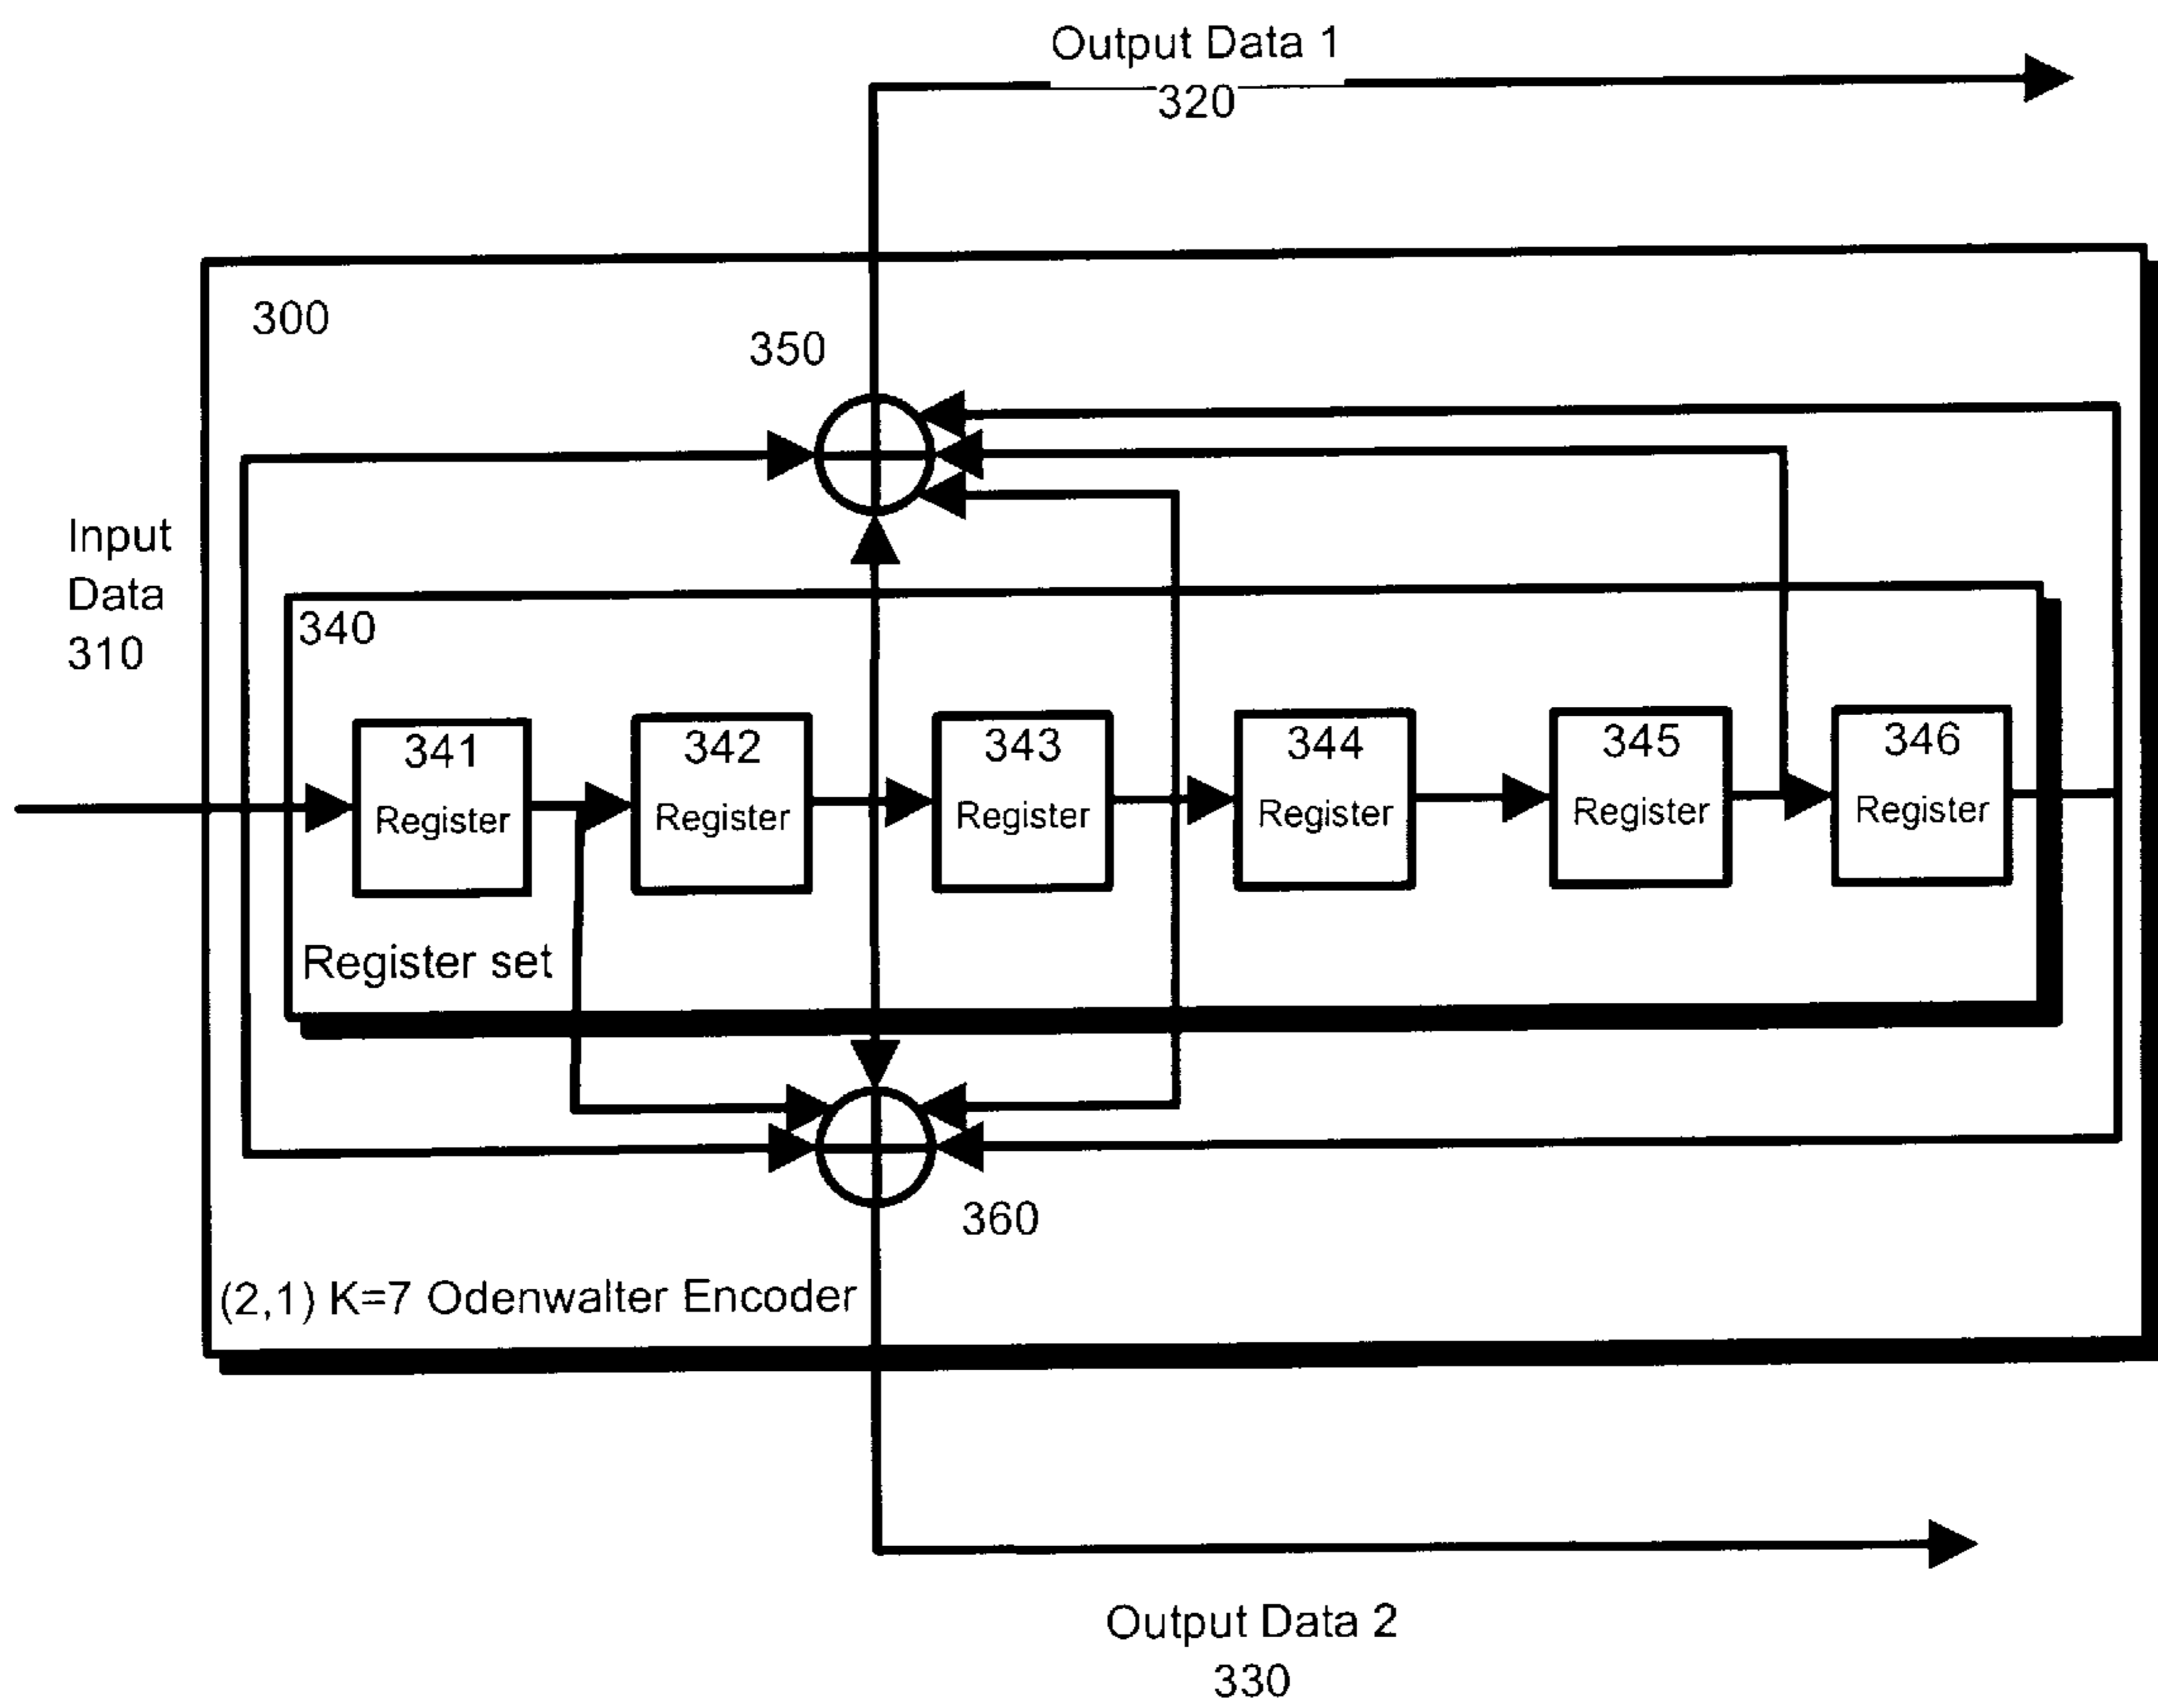 Output Data 1
320
300
350
Input
Data
310
340
341
Register
342
Register
343
Register
344
Register
345
Register
346
Register
Register set
360
(2,1) K=7 Odenwalter Encoder
Output Data 2
330